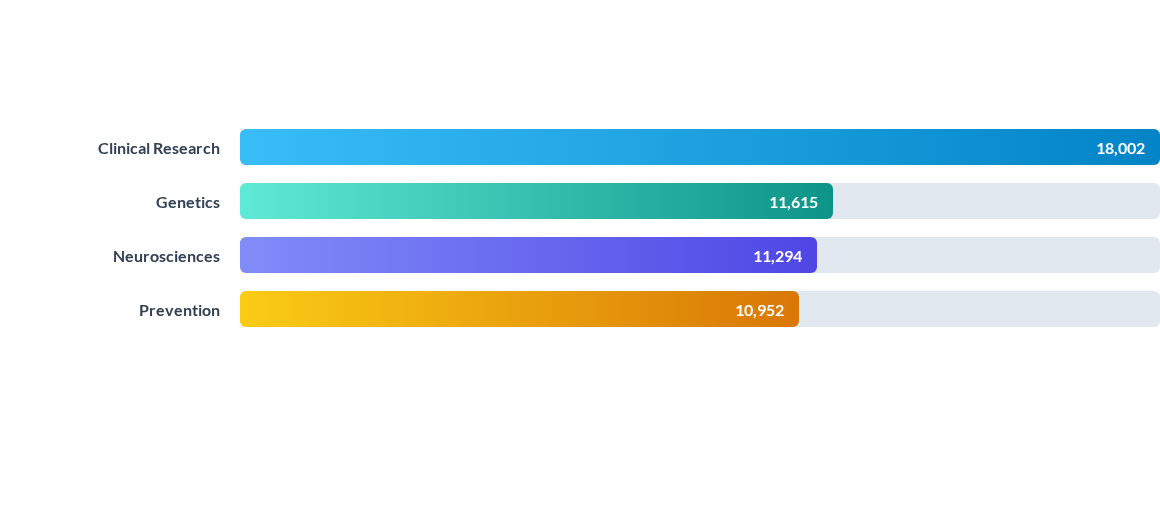 Clinical Research 18,002
Genetics 11,615
Neurosciences 11,294
Prevention 10,952